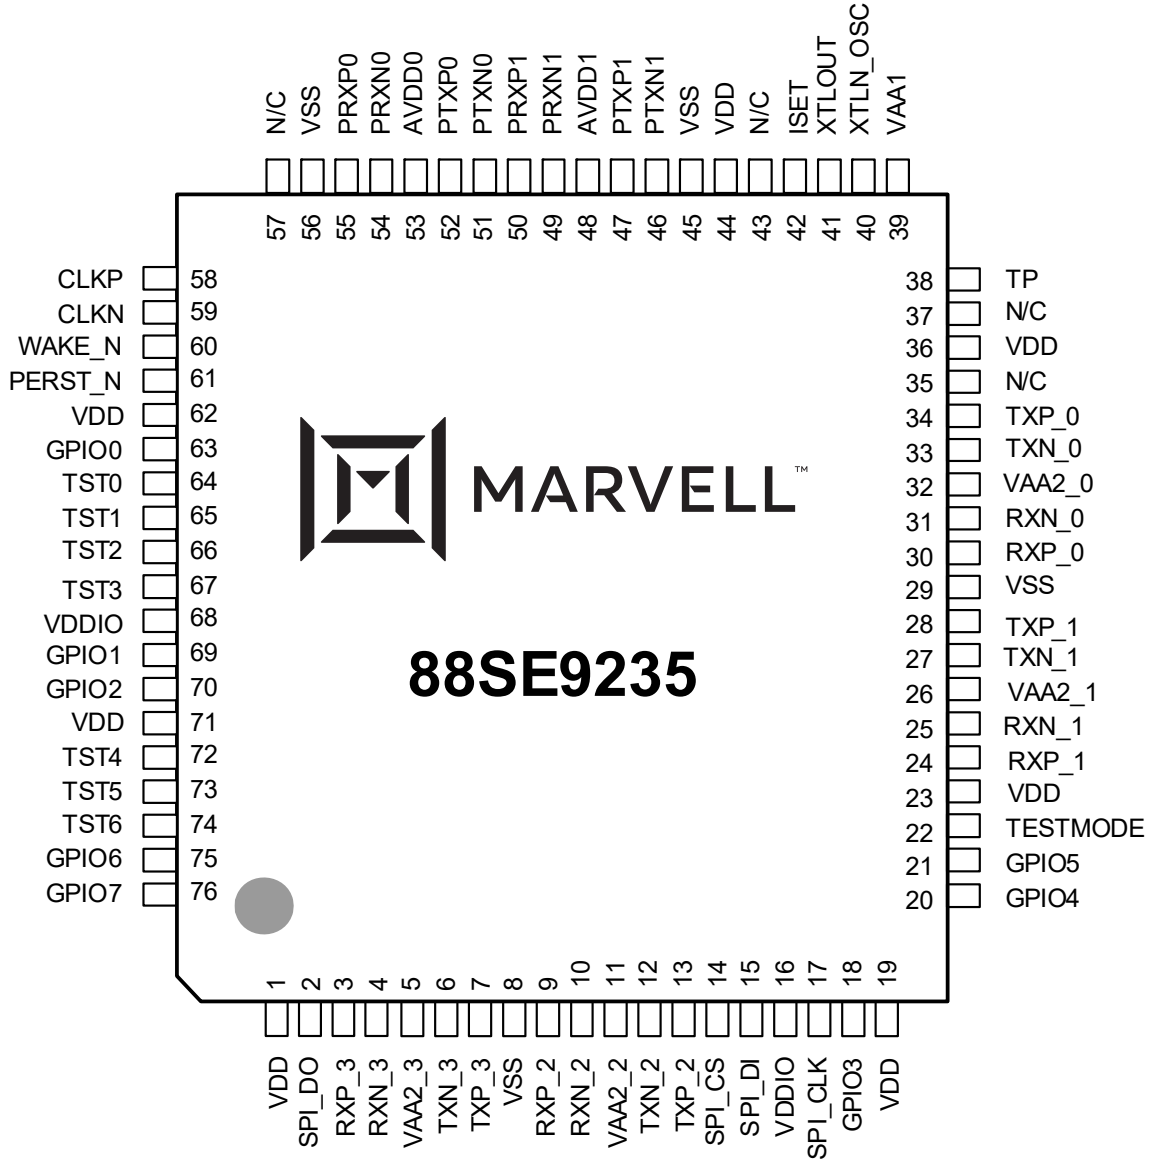 N/C VSS PRXP0 PRXN0 AVDD0 PTXP0 PTXN0 PRXP1 PRXN1 AVDD1 PTXP1 PTXN1 VSS VDD N/C ISET XTLOUT XTLN_OSC VAA1
57 56 55 54 53 52 51 50 49 48 47 46 45 44 43 42 41 40 39
CLKP 58
CLKN 59
WAKE_N 60
PERST_N 61
VDD 62
GPIO0 63
TST0 64
TST1 65
TST2 66
TST3 67
VDDIO 68
GPIO1 69
GPIO2 70
VDD 71
TST4 72
TST5 73
TST6 74
GPIO6 75
GPIO7 76
MARVELL™
88SE9235
38 TP
37 N/C
36 VDD
35 N/C
34 TXP_0
33 TXN_0
32 VAA2_0
31 RXN_0
30 RXP_0
29 VSS
28 TXP_1
27 TXN_1
26 VAA2_1
25 RXN_1
24 RXP_1
23 VDD
22 TESTMODE
21 GPIO5
20 GPIO4
1 2 3 4 5 6 7 8 9 10 11 12 13 14 15 16 17 18 19
VDD SPI_DO RXP_3 RXN_3 VAA2_3 TXN_3 TXP_3 VSS RXP_2 RXN_2 VAA2_2 TXN_2 TXP_2 SPI_CS SPI_DI VDDIO SPI_CLK GPIO3 VDD